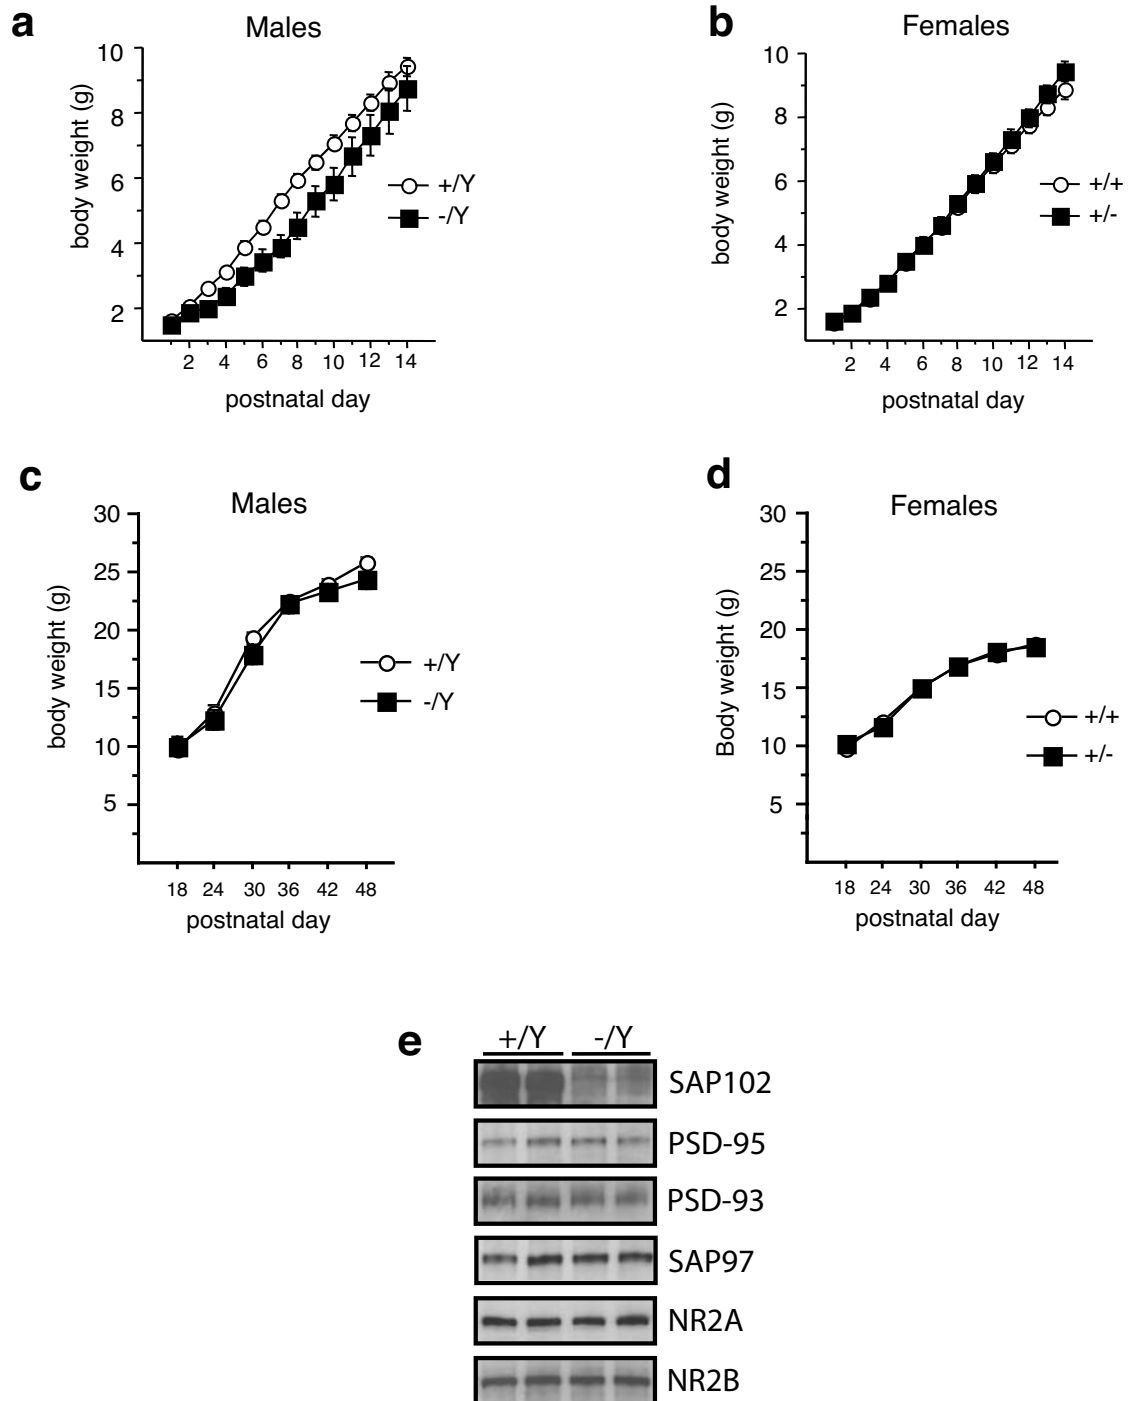 a
Males
10
8
6
4
2
body weight (g)
+/Y
-/Y
2 4 6 8 10 12 14
postnatal day
b
Females
10
8
6
4
2
body weight (g)
+/+
+/-
2 4 6 8 10 12 14
postnatal day
c
Males
30
25
20
15
10
5
body weight (g)
+/Y
-/Y
18 24 30 36 42 48
postnatal day
d
Females
30
25
20
15
10
5
Body weight (g)
+/+
+/-
18 24 30 36 42 48
postnatal day
e
+/Y -/Y
SAP102
PSD-95
PSD-93
SAP97
NR2A
NR2B